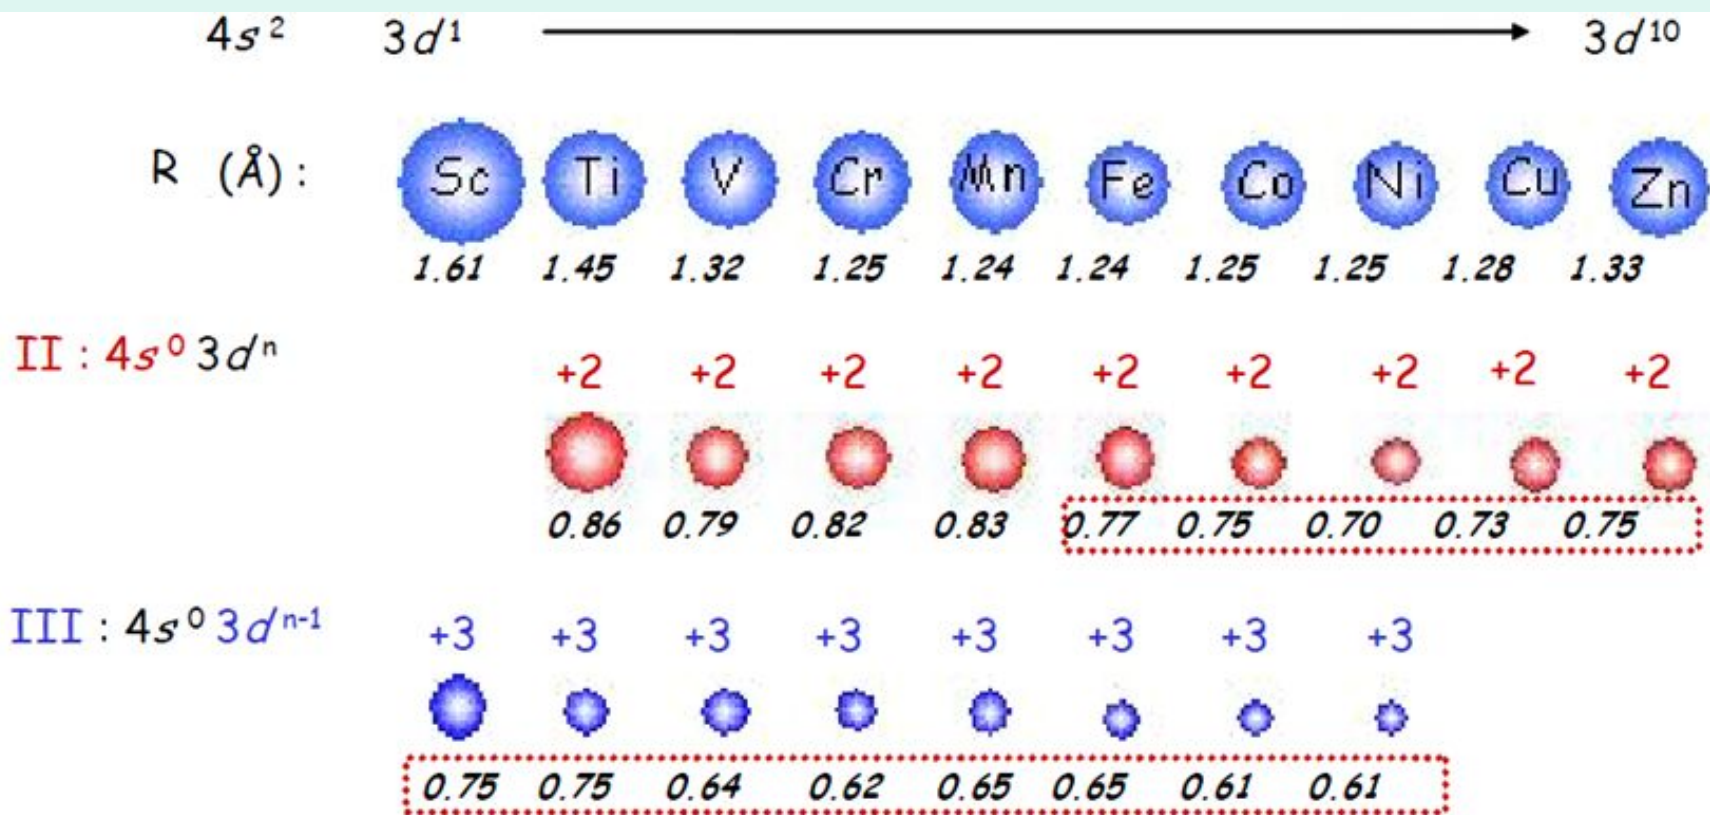 4s² 3d¹ 3d¹⁰
R (Å) : Sc Ti V Cr Mn Fe Co Ni Cu Zn
1.61 1.45 1.32 1.25 1.24 1.24 1.25 1.25 1.28 1.33
II : 4s⁰ 3dⁿ
+2 +2 +2 +2 +2 +2 +2 +2 +2
0.86 0.79 0.82 0.83 0.77 0.75 0.70 0.73 0.75
III : 4s⁰ 3dⁿ⁻¹ +3 +3 +3 +3 +3 +3 +3 +3
0.75 0.75 0.64 0.62 0.65 0.65 0.61 0.61